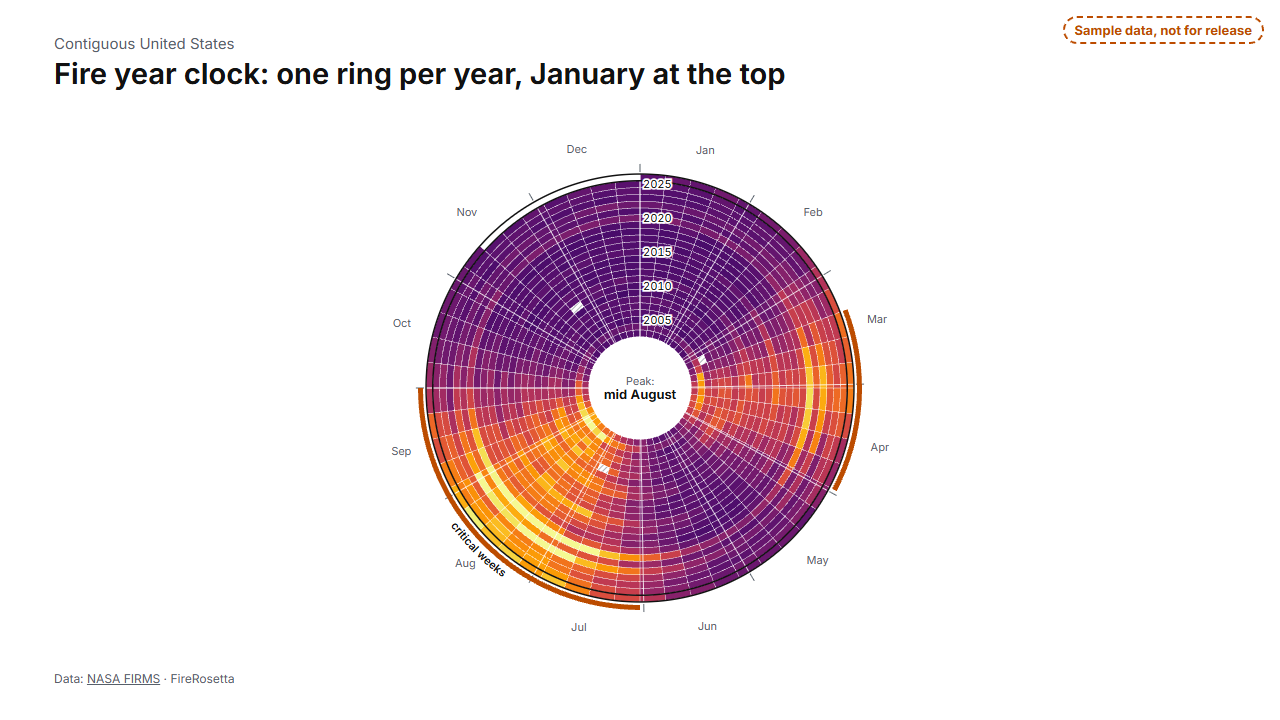 Sample data, not for release
Contiguous United States
Fire year clock: one ring per year, January at the top
Dec
Jan
Nov
Feb
2025
2020
2015
2010
2005
Oct
Mar
Peak:
mid August
Sep
Apr
critical weeks
Aug
May
Jul
Jun
Data: NASA FIRMS · FireRosetta